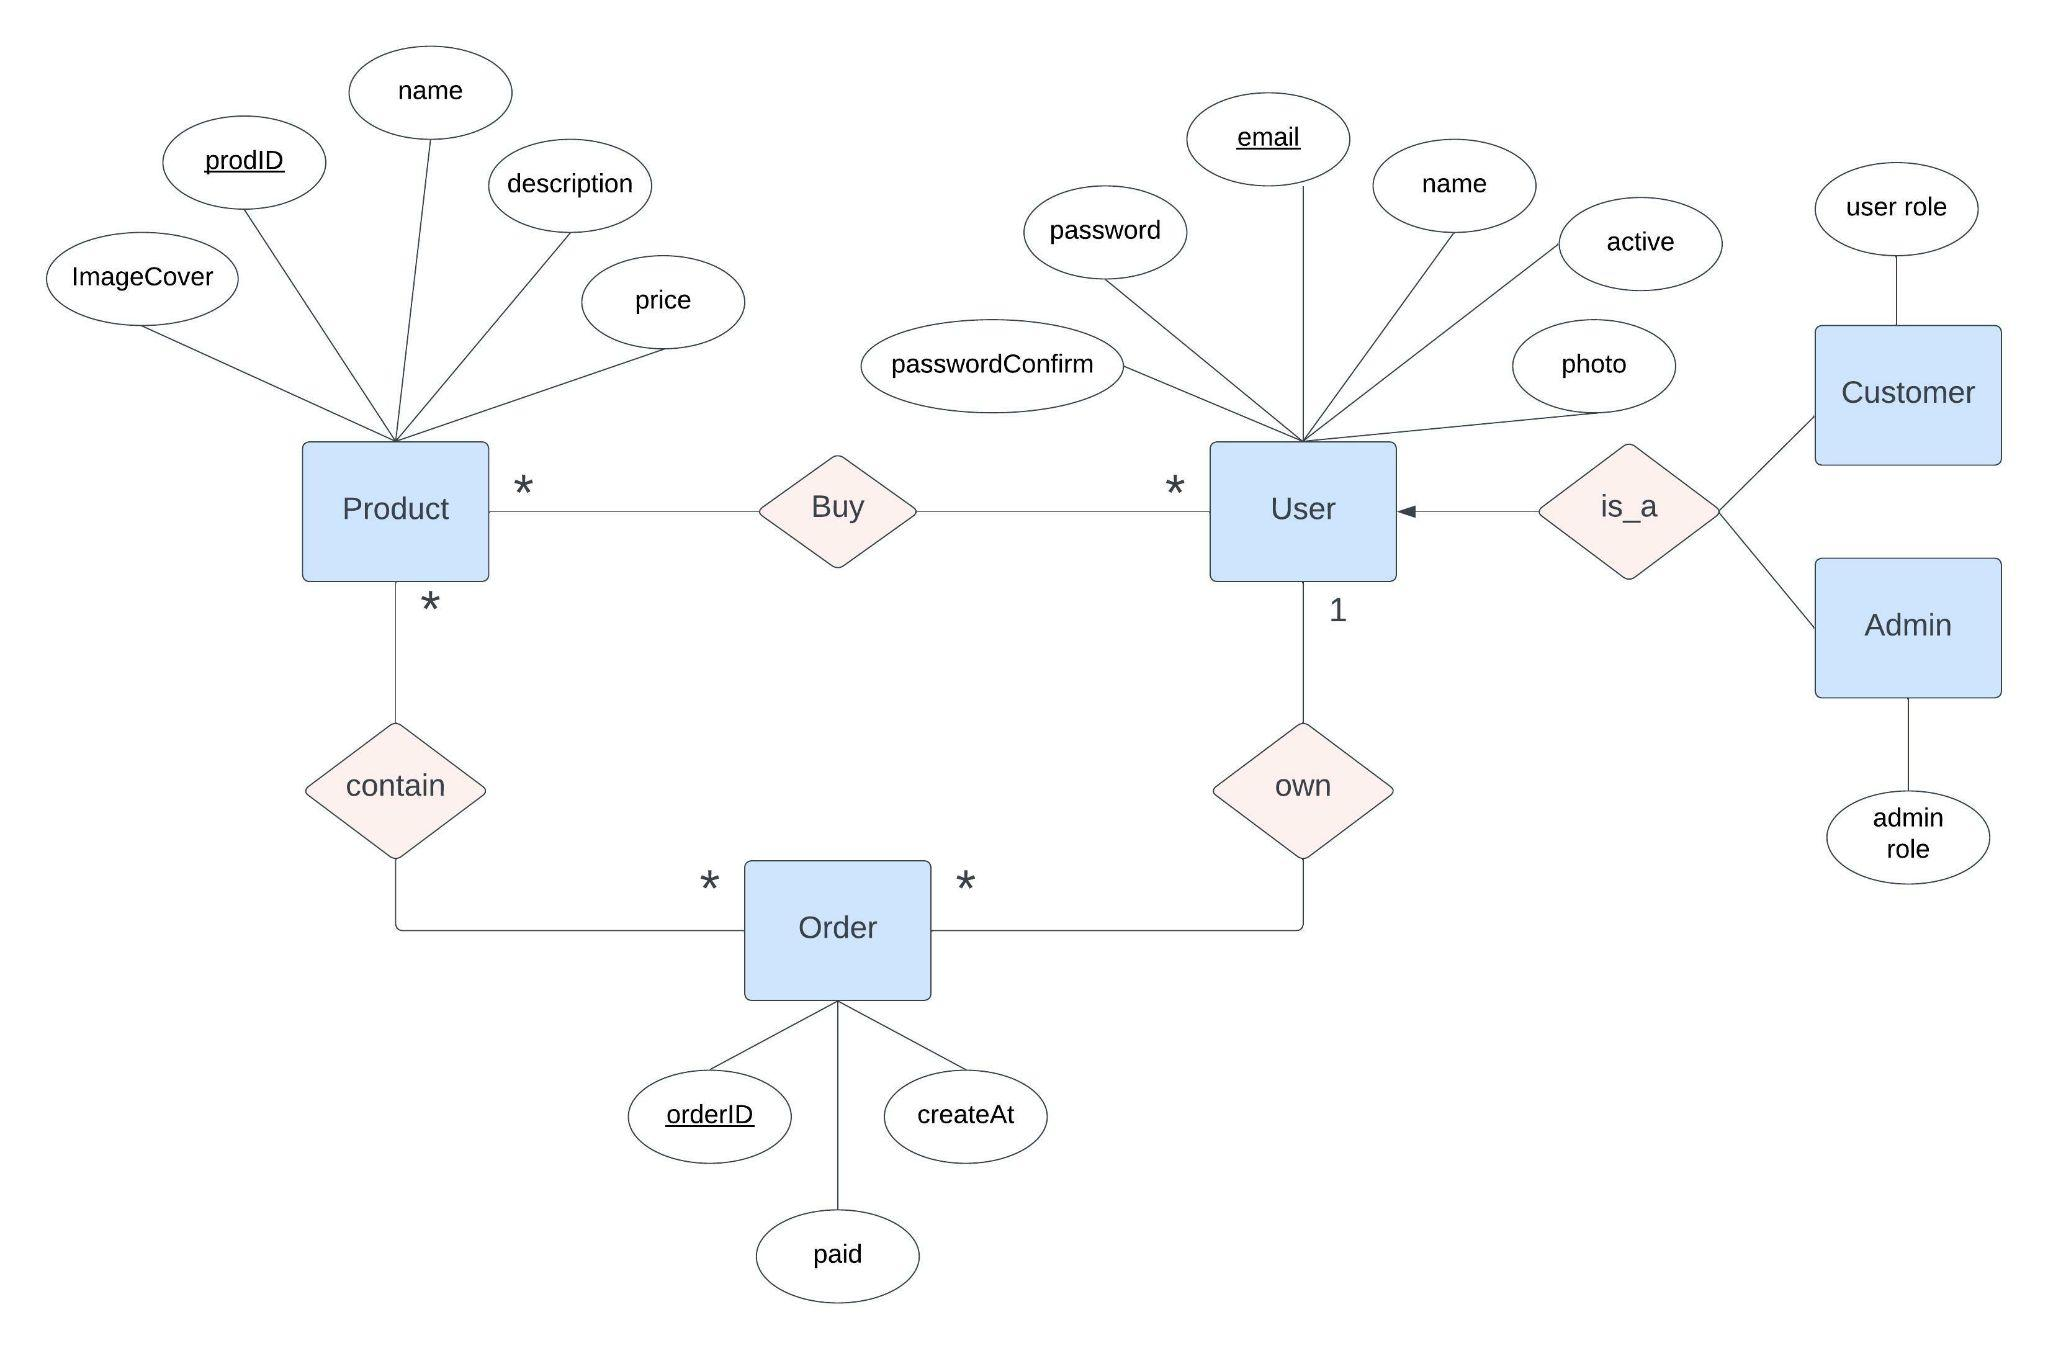 name
prodID
description
ImageCover
price
email
name
password
active
user role
passwordConfirm
photo
Customer
Product
*
Buy
*
User
is_a
*
1
Admin
contain
own
admin
role
*
Order
*
orderID
createAt
paid